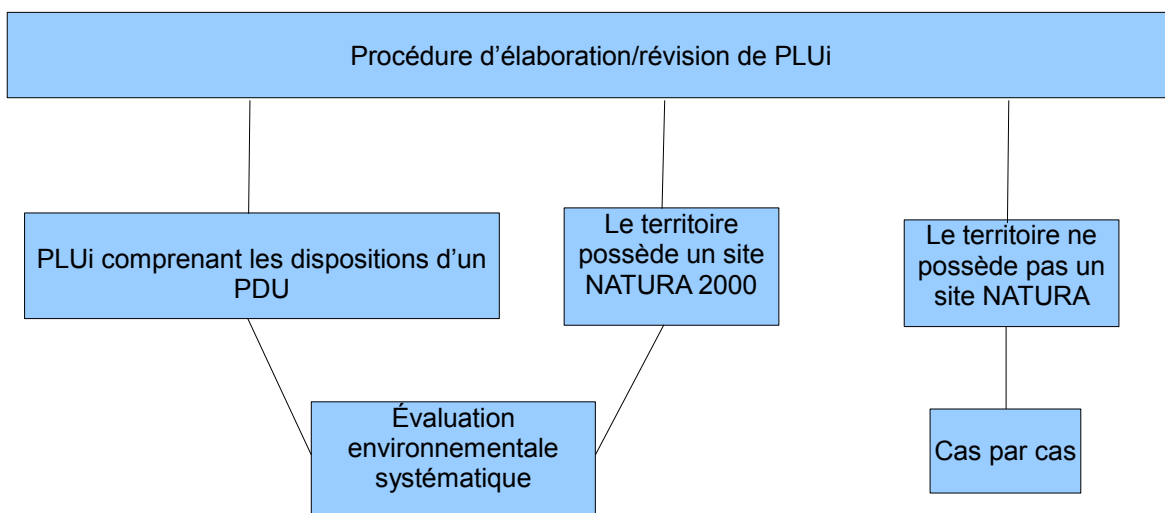 Procédure d'élaboration/révision de PLUi
PLUi comprenant les dispositions d'un
PDU
Le territoire
possède un site
NATURA 2000
Le territoire ne
possède pas un
site NATURA
Évaluation
environnementale
systématique
Cas par cas